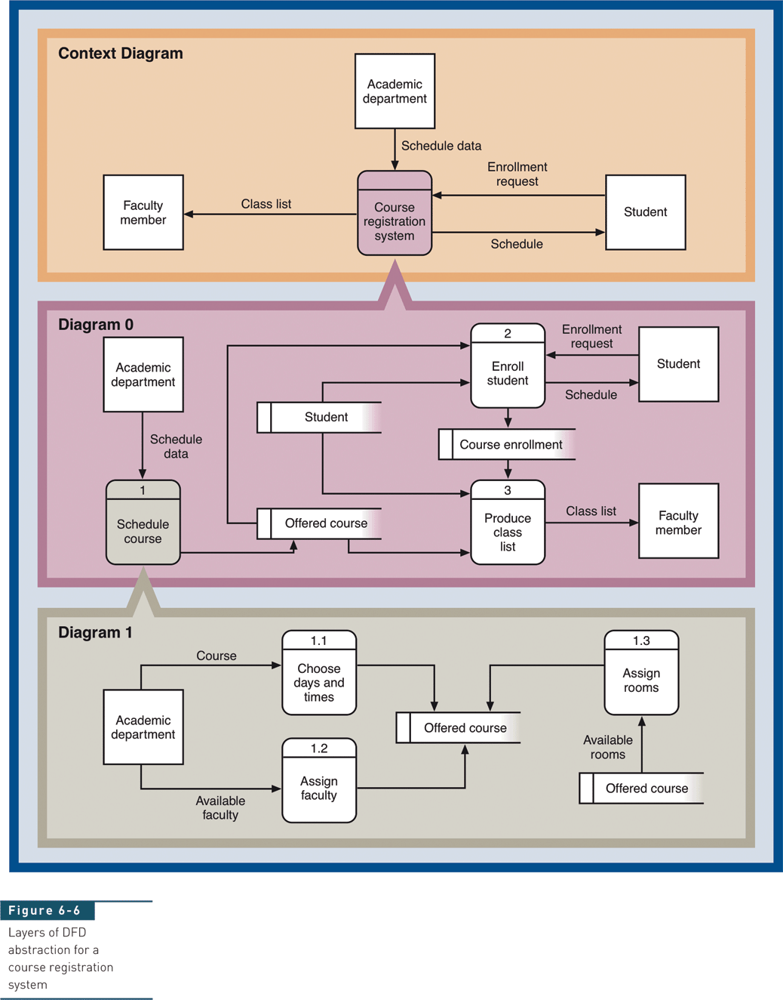 Context Diagram
Academic
department
Schedule data
Enrollment
request
Faculty
member
Class list
Course
registration
system
Student
Schedule
Diagram 0
Academic
department
Schedule
data
2
Enroll
student
Enrollment
request
Student
Schedule
Student
Course enrollment
1
Schedule
course
Offered course
3
Produce
class
list
Class list
Faculty
member
Diagram 1
Course
1.1
Choose
days and
times
1.3
Assign
rooms
Academic
department
Offered course
1.2
Assign
faculty
Available
rooms
Available
faculty
Offered course
Figure 6-6
Layers of DFD
abstraction for a
course registration
system